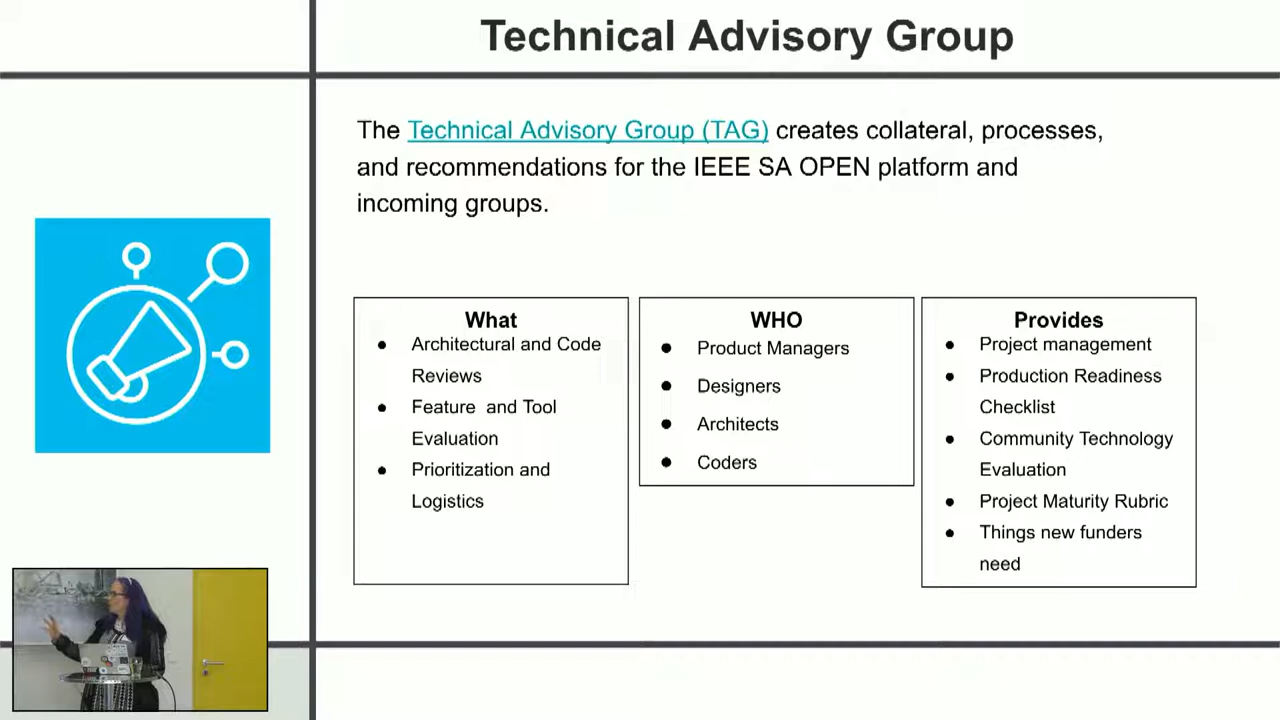 Technical Advisory Group
The Technical Advisory Group (TAG) creates collateral, processes,
and recommendations for the IEEE SA OPEN platform and
incoming groups.
What
● Architectural and Code
Reviews
● Feature and Tool
Evaluation
● Prioritization and
Logistics
WHO
● Product Managers
● Designers
● Architects
● Coders
Provides
● Project management
● Production Readiness
Checklist
● Community Technology
Evaluation
● Project Maturity Rubric
● Things new funders
need